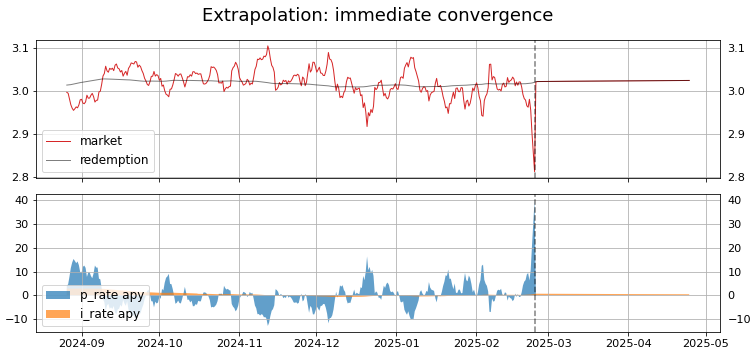 Extrapolation: immediate convergence
3.1 3.1
3.0 3.0
2.9 2.9
2.8 2.8
market
redemption
40 40
30 30
20 20
10 10
0 0
−10 −10
p_rate apy
i_rate apy
2024-09 2024-10 2024-11 2024-12 2025-01 2025-02 2025-03 2025-04 2025-05